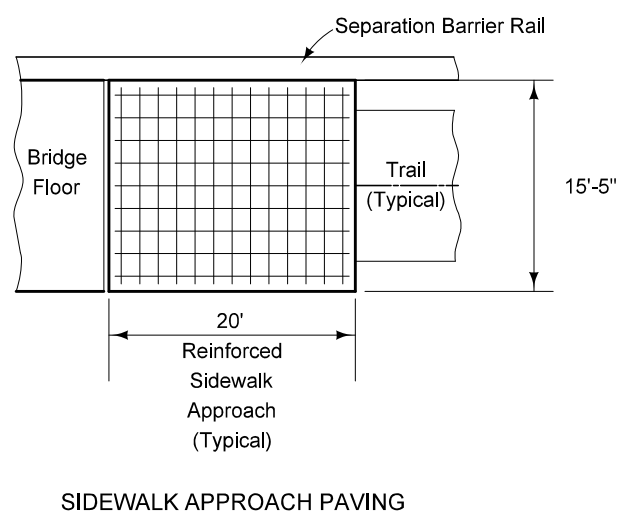 Separation Barrier Rail
Bridge
Floor
Trail
(Typical)
15'-5"
20'
Reinforced
Sidewalk
Approach
(Typical)
SIDEWALK APPROACH PAVING